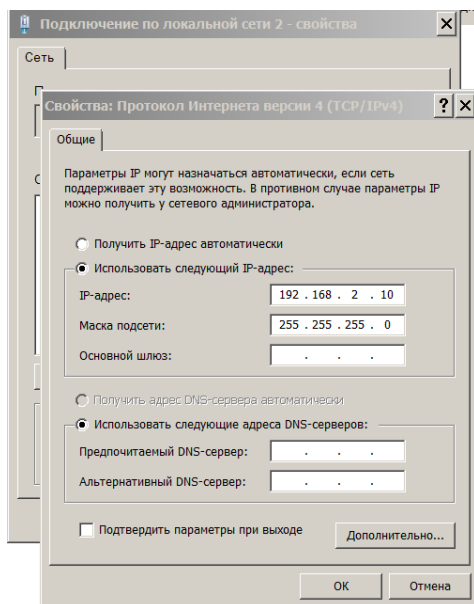 Подключение по локальной сети 2 - свойства
Сеть
Свойства: Протокол Интернета версии 4 (TCP/IPv4)
Общие
Параметры IP могут назначаться автоматически, если сеть
поддерживает эту возможность. В противном случае параметры IP
можно получить у сетевого администратора.
Получить IP-адрес автоматически
Использовать следующий IP-адрес:
IP-адрес: 192 . 168 . 2 . 10
Маска подсети: 255 . 255 . 255 . 0
Основной шлюз: . . .
Получить адрес DNS-сервера автоматически
Использовать следующие адреса DNS-серверов:
Предпочитаемый DNS-сервер: . . .
Альтернативный DNS-сервер: . . .
Подтвердить параметры при выходе
Дополнительно...
ОК Отмена